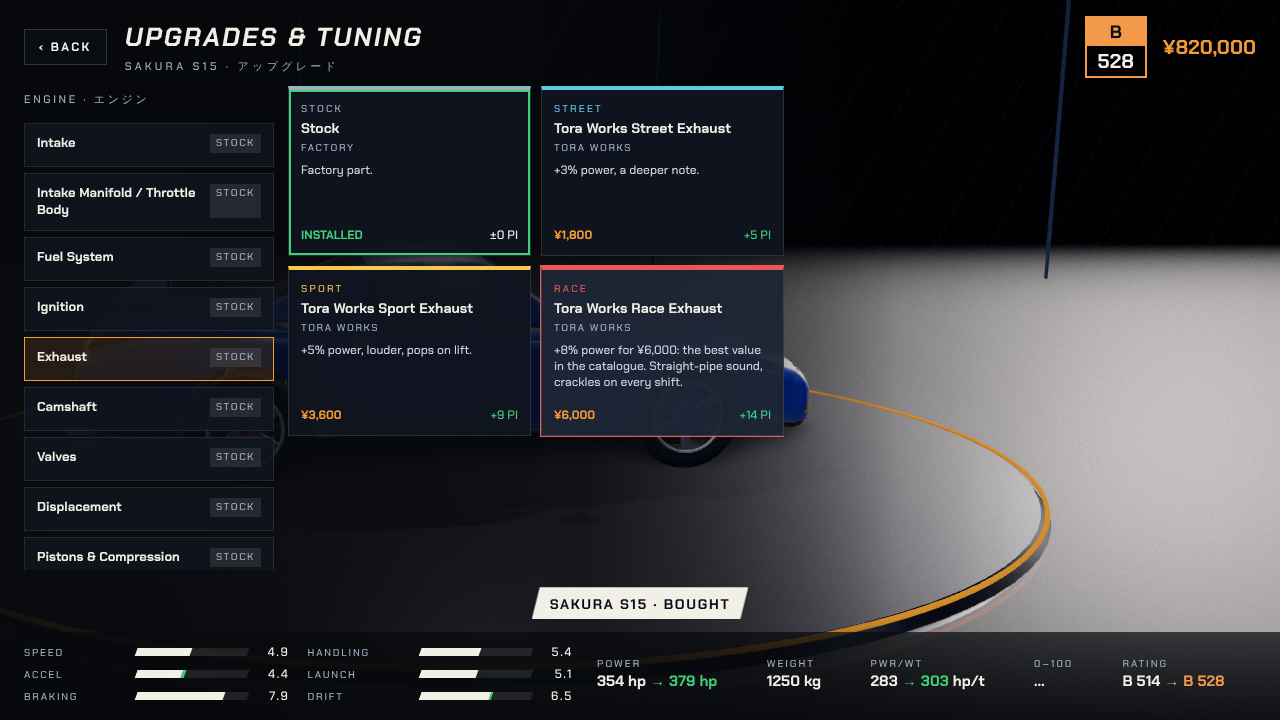 ‹ BACK
UPGRADES & TUNING
SAKURA S15 · アップグレード
B
528
¥820,000
ENGINE · エンジン
Intake
STOCK
Intake Manifold / Throttle
Body
STOCK
Fuel System
STOCK
Ignition
STOCK
Exhaust
STOCK
Camshaft
STOCK
Valves
STOCK
Displacement
STOCK
Pistons & Compression
STOCK
STOCK
Stock
FACTORY
Factory part.
INSTALLED
±0 PI
STREET
Tora Works Street Exhaust
TORA WORKS
+3% power, a deeper note.
¥1,800
+5 PI
SPORT
Tora Works Sport Exhaust
TORA WORKS
+5% power, louder, pops on lift.
¥3,600
+9 PI
RACE
Tora Works Race Exhaust
TORA WORKS
+8% power for ¥6,000: the best value
in the catalogue. Straight-pipe sound,
crackles on every shift.
¥6,000
+14 PI
SAKURA S15 · BOUGHT
SPEED 4.9
ACCEL 4.4
BRAKING 7.9
HANDLING 5.4
LAUNCH 5.1
DRIFT 6.5
POWER
354 hp → 379 hp
WEIGHT
1250 kg
PWR/WT
283 → 303 hp/t
0–100
...
RATING
B 514 → B 528